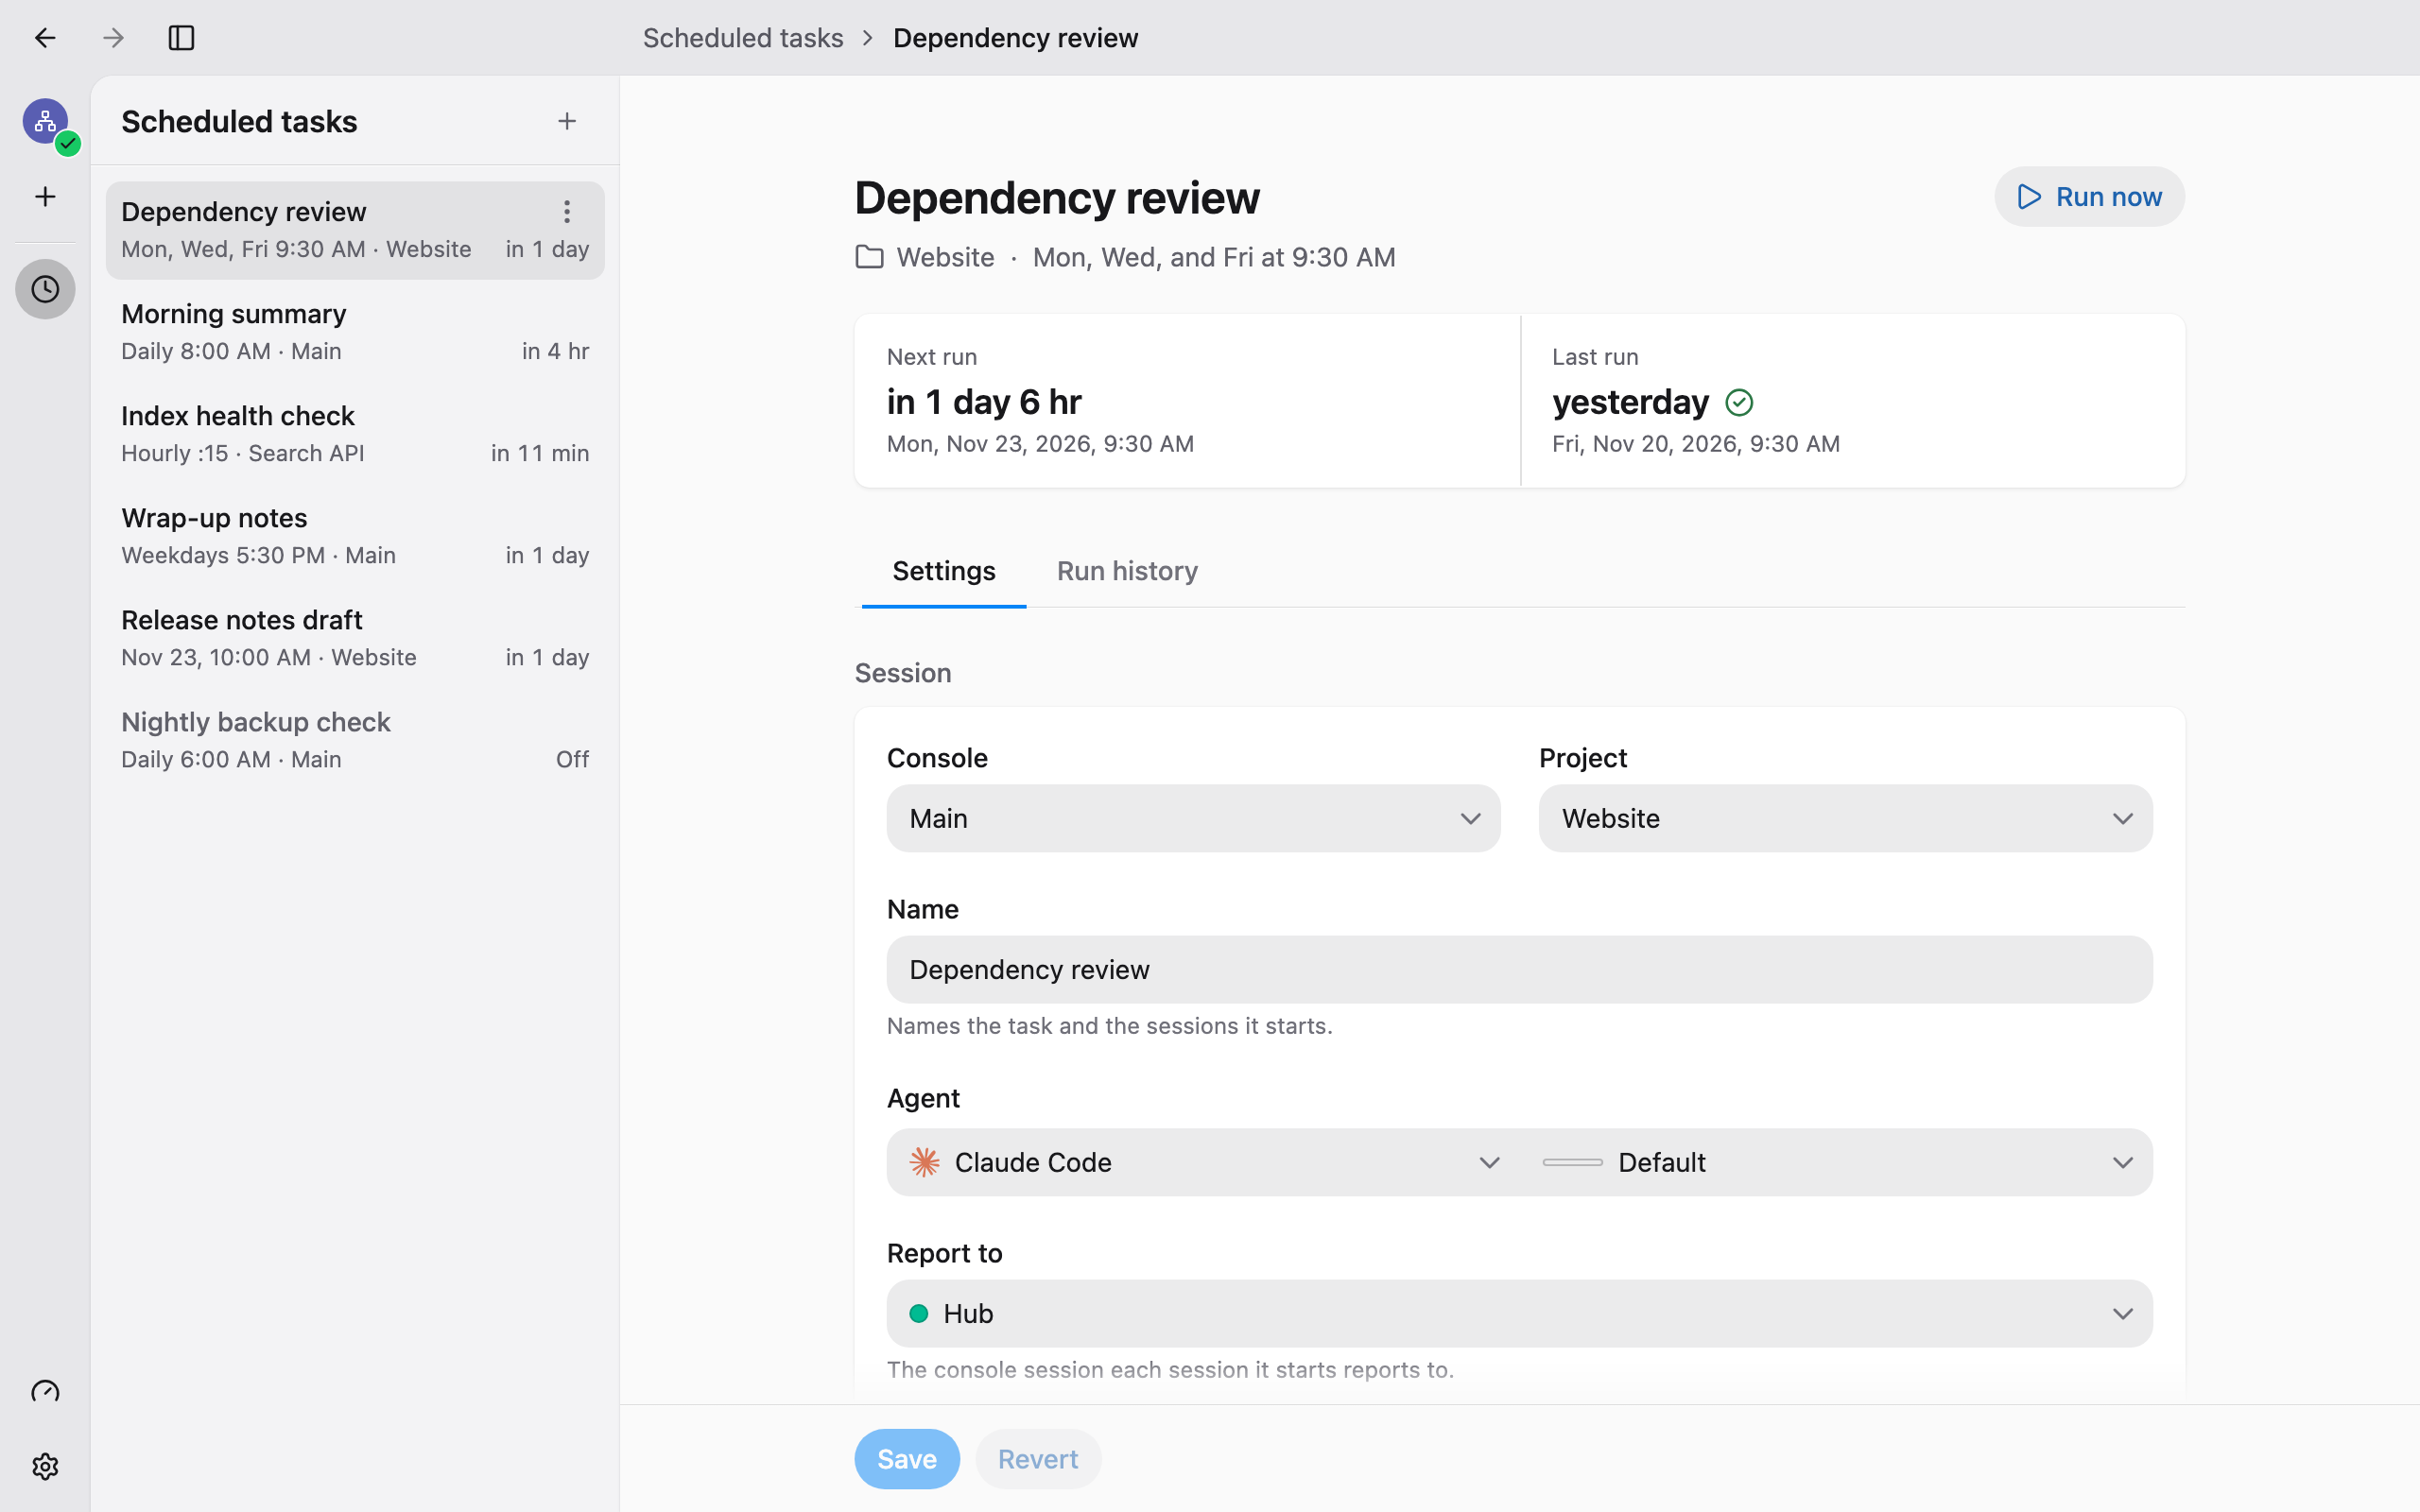 Scheduled tasks > Dependency review
Scheduled tasks
Dependency review
Mon, Wed, Fri 9:30 AM · Website in 1 day
Morning summary
Daily 8:00 AM · Main in 4 hr
Index health check
Hourly :15 · Search API in 11 min
Wrap-up notes
Weekdays 5:30 PM · Main in 1 day
Release notes draft
Nov 23, 10:00 AM · Website in 1 day
Nightly backup check
Daily 6:00 AM · Main Off
Dependency review
Run now
Website · Mon, Wed, and Fri at 9:30 AM
Next run
in 1 day 6 hr
Mon, Nov 23, 2026, 9:30 AM
Last run
yesterday
Fri, Nov 20, 2026, 9:30 AM
Settings Run history
Session
Console
Main
Project
Website
Name
Dependency review
Names the task and the sessions it starts.
Agent
Claude Code Default
Report to
Hub
The console session each session it starts reports to.
Save Revert